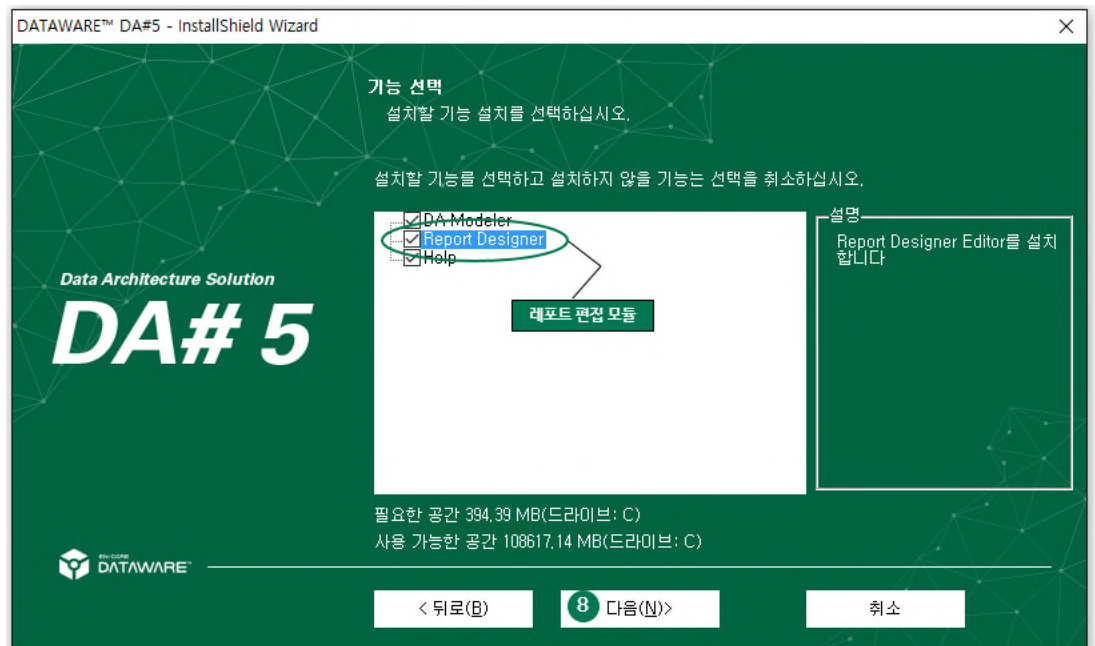 DATAWARE™ DA#5 - InstallShield Wizard
기능 선택
설치할 기능 설치를 선택하십시오.
설치할 기능를 선택하고 설치하지 않을 기능는 선택을 취소하십시오.
DA Modeler
Report Designer
Help
레포트 편집 모듈
설명
Report Designer Editor를 설치
합니다
Data Architecture Solution
DA# 5
필요한 공간 394.39 MB(드라이브: C)
사용 가능한 공간 108617.14 MB(드라이브: C)
EN-CORE
DATAWARE™
< 뒤로(B)
8 다음(N)>
취소